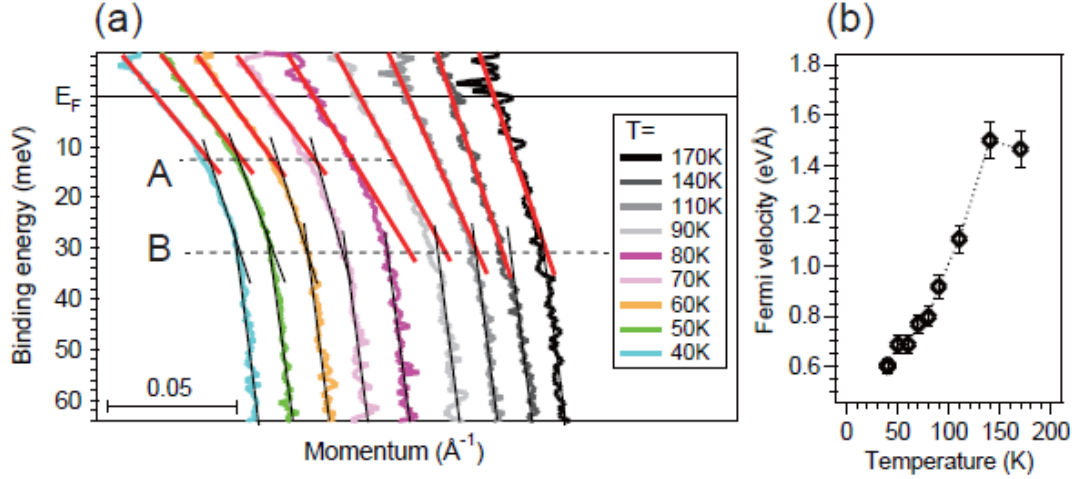 (a)
E_F
10
20
30
40
50
60
Binding energy (meV)
A
B
0.05
Momentum (Å⁻¹)
T=
170K
140K
110K
90K
80K
70K
60K
50K
40K
(b)
Fermi velocity (eVÅ)
1.8
1.6
1.4
1.2
1.0
0.8
0.6
0 50 100 150 200
Temperature (K)